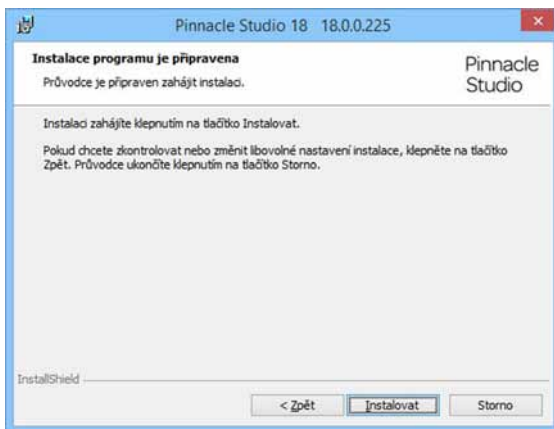 Pinnacle Studio 18   18.0.0.225
Instalace programu je připravena
Průvodce je připraven zahájit instalaci.
Pinnacle
Studio
Instalaci zahájíte klepnutím na tlačítko Instalovat.
Pokud chcete zkontrolovat nebo změnit libovolné nastavení instalace, klepněte na tlačítko
Zpět. Průvodce ukončíte klepnutím na tlačítko Storno.
InstallShield
< Zpět
Instalovat
Storno